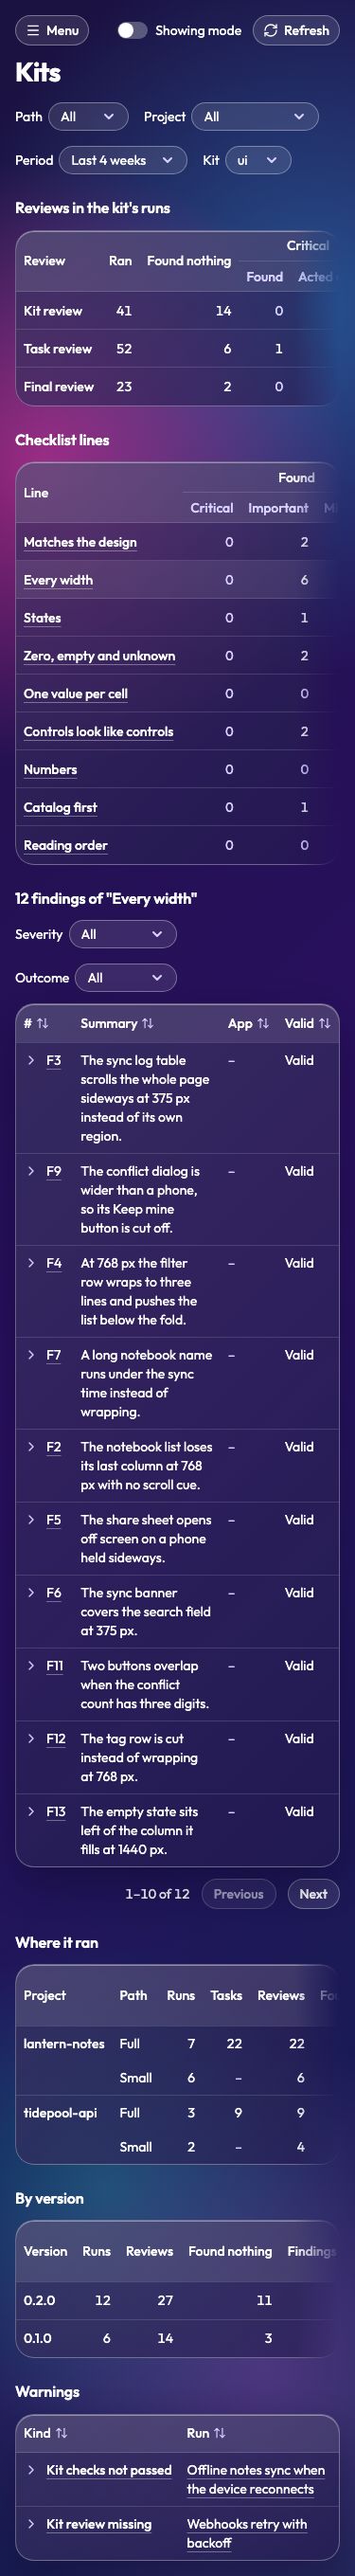 Menu Showing mode Refresh
Kits
Path All Project All
Period Last 4 weeks Kit ui
Reviews in the kit's runs
Critical
Review Ran Found nothing
Found Acted
Kit review 41 14 0
Task review 52 6 1
Final review 23 2 0
Checklist lines
Found
Line
Critical Important
Matches the design 0 2
Every width 0 6
States 0 1
Zero, empty and unknown 0 2
One value per cell 0 0
Controls look like controls 0 2
Numbers 0 0
Catalog first 0 1
Reading order 0 0
12 findings of "Every width"
Severity All
Outcome All
# Summary App Valid
F3 The sync log table – Valid
scrolls the whole page
sideways at 375 px
instead of its own
region.
F9 The conflict dialog is – Valid
wider than a phone,
so its Keep mine
button is cut off.
F4 At 768 px the filter – Valid
row wraps to three
lines and pushes the
list below the fold.
F7 A long notebook name – Valid
runs under the sync
time instead of
wrapping.
F2 The notebook list loses – Valid
its last column at 768
px with no scroll cue.
F5 The share sheet opens – Valid
off screen on a phone
held sideways.
F6 The sync banner – Valid
covers the search field
at 375 px.
F11 Two buttons overlap – Valid
when the conflict
count has three digits.
F12 The tag row is cut – Valid
instead of wrapping
at 768 px.
F13 The empty state sits – Valid
left of the column it
fills at 1440 px.
1–10 of 12 Previous Next
Where it ran
Project Path Runs Tasks Reviews
lantern-notes Full 7 22 22
Small 6 – 6
tidepool-api Full 3 9 9
Small 2 – 4
By version
Version Runs Reviews Found nothing Findings
0.2.0 12 27 11
0.1.0 6 14 3
Warnings
Kind Run
Kit checks not passed Offline notes sync when
the device reconnects
Kit review missing Webhooks retry with
backoff